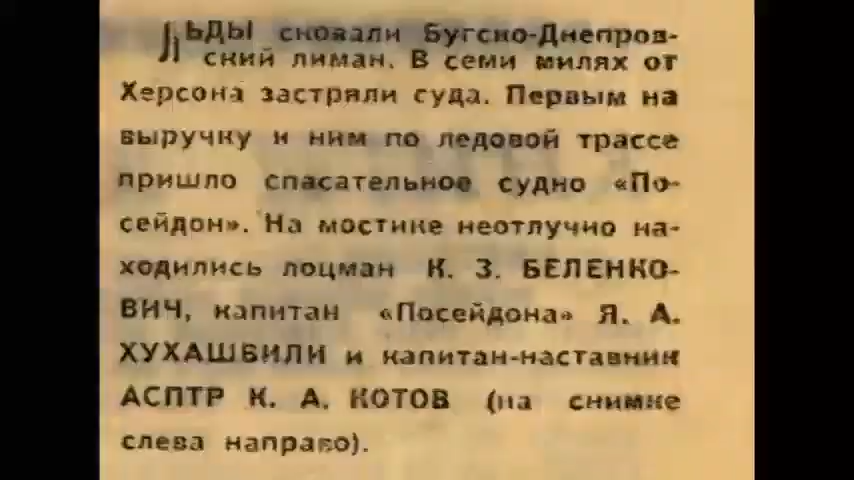 ЛЬДЫ сковали Бугско-Днепров-
ский лиман. В семи милях от
Херсона застряли суда. Первым на
выручку к ним по ледовой трассе
пришло спасательное судно «По-
сейдон». На мостике неотлучно на-
ходились лоцман К. З. БЕЛЕНКО-
ВИЧ, капитан «Посейдона» Я. А.
ХУХАШВИЛИ и капитан-наставник
АСПТР К. А. КОТОВ (на снимке
слева направо).